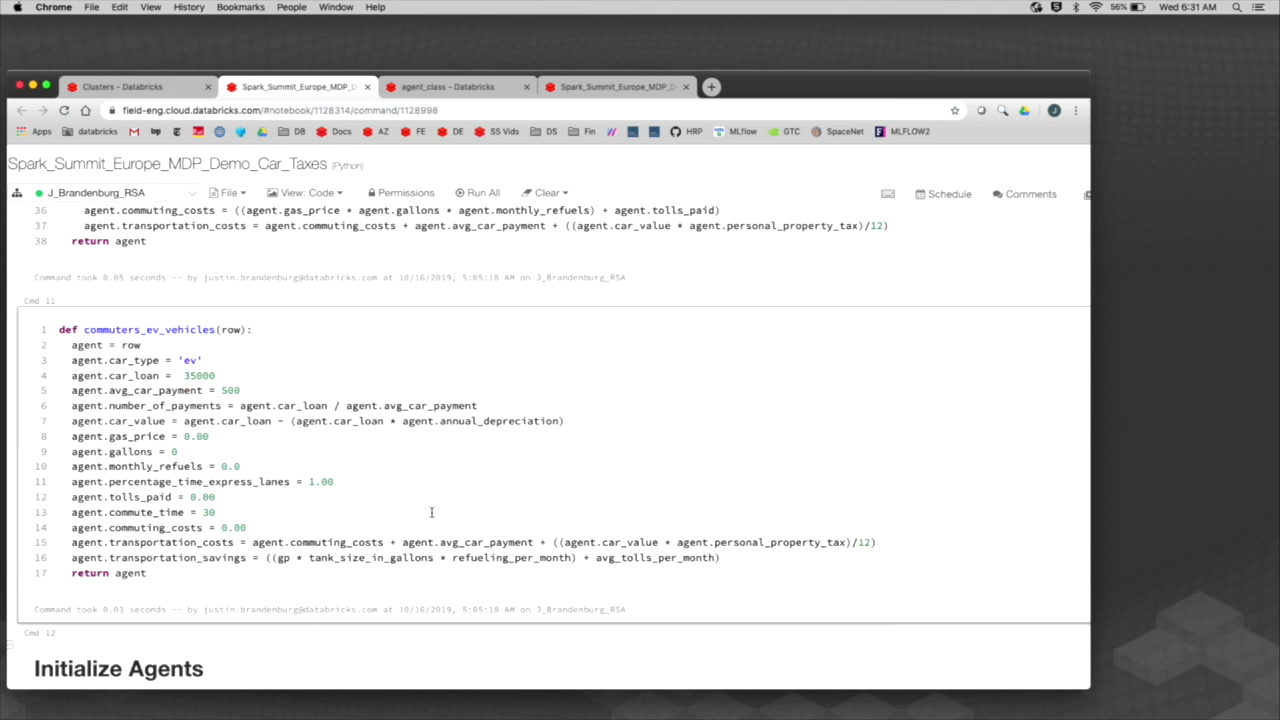 Chrome File Edit View History Bookmarks People Window Help 56% Wed 6:31 AM
Clusters - Databricks Spark_Summit_Europe_MDP_D agent_class - Databricks Spark_Summit_Europe_MDP_D
field-eng.cloud.databricks.com/#notebook/1128314/command/1128998
Apps databricks DB Docs AZ FE DE SS Vids DS Fin HRP MLflow GTC SpaceNet MLFLOW2
Spark_Summit_Europe_MDP_Demo_Car_Taxes (Python)
J_Brandenburg_RSA File View: Code Permissions Run All Clear Schedule Comments
36 agent.commuting_costs = ((agent.gas_price * agent.gallons * agent.monthly_refuels) + agent.tolls_paid)
37 agent.transportation_costs = agent.commuting_costs + agent.avg_car_payment + ((agent.car_value * agent.personal_property_tax)/12)
38 return agent
Command took 0.05 seconds -- by justin.brandenburg@databricks.com at 10/16/2019, 5:05:18 AM on J_Brandenburg_RSA
Cmd 11
1 def commuters_ev_vehicles(row):
2 agent = row
3 agent.car_type = 'ev'
4 agent.car_loan = 35000
5 agent.avg_car_payment = 500
6 agent.number_of_payments = agent.car_loan / agent.avg_car_payment
7 agent.car_value = agent.car_loan - (agent.car_loan * agent.annual_depreciation)
8 agent.gas_price = 0.00
9 agent.gallons = 0
10 agent.monthly_refuels = 0.0
11 agent.percentage_time_express_lanes = 1.00
12 agent.tolls_paid = 0.00
13 agent.commute_time = 30
14 agent.commuting_costs = 0.00
15 agent.transportation_costs = agent.commuting_costs + agent.avg_car_payment + ((agent.car_value * agent.personal_property_tax)/12)
16 agent.transportation_savings = ((gp * tank_size_in_gallons * refueling_per_month) + avg_tolls_per_month)
17 return agent
Command took 0.03 seconds -- by justin.brandenburg@databricks.com at 10/16/2019, 5:05:18 AM on J_Brandenburg_RSA
Cmd 12
Initialize Agents